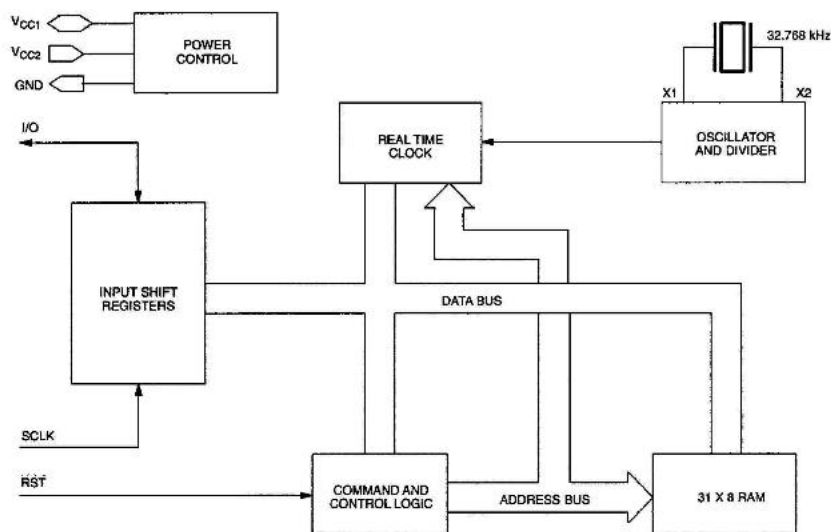 VCC1
VCC2
GND
POWER
CONTROL
32.768 kHz
X1
X2
I/O
REAL TIME
CLOCK
OSCILLATOR
AND DIVIDER
INPUT SHIFT
REGISTERS
DATA BUS
SCLK
RST
COMMAND AND
CONTROL LOGIC
ADDRESS BUS
31 X 8 RAM